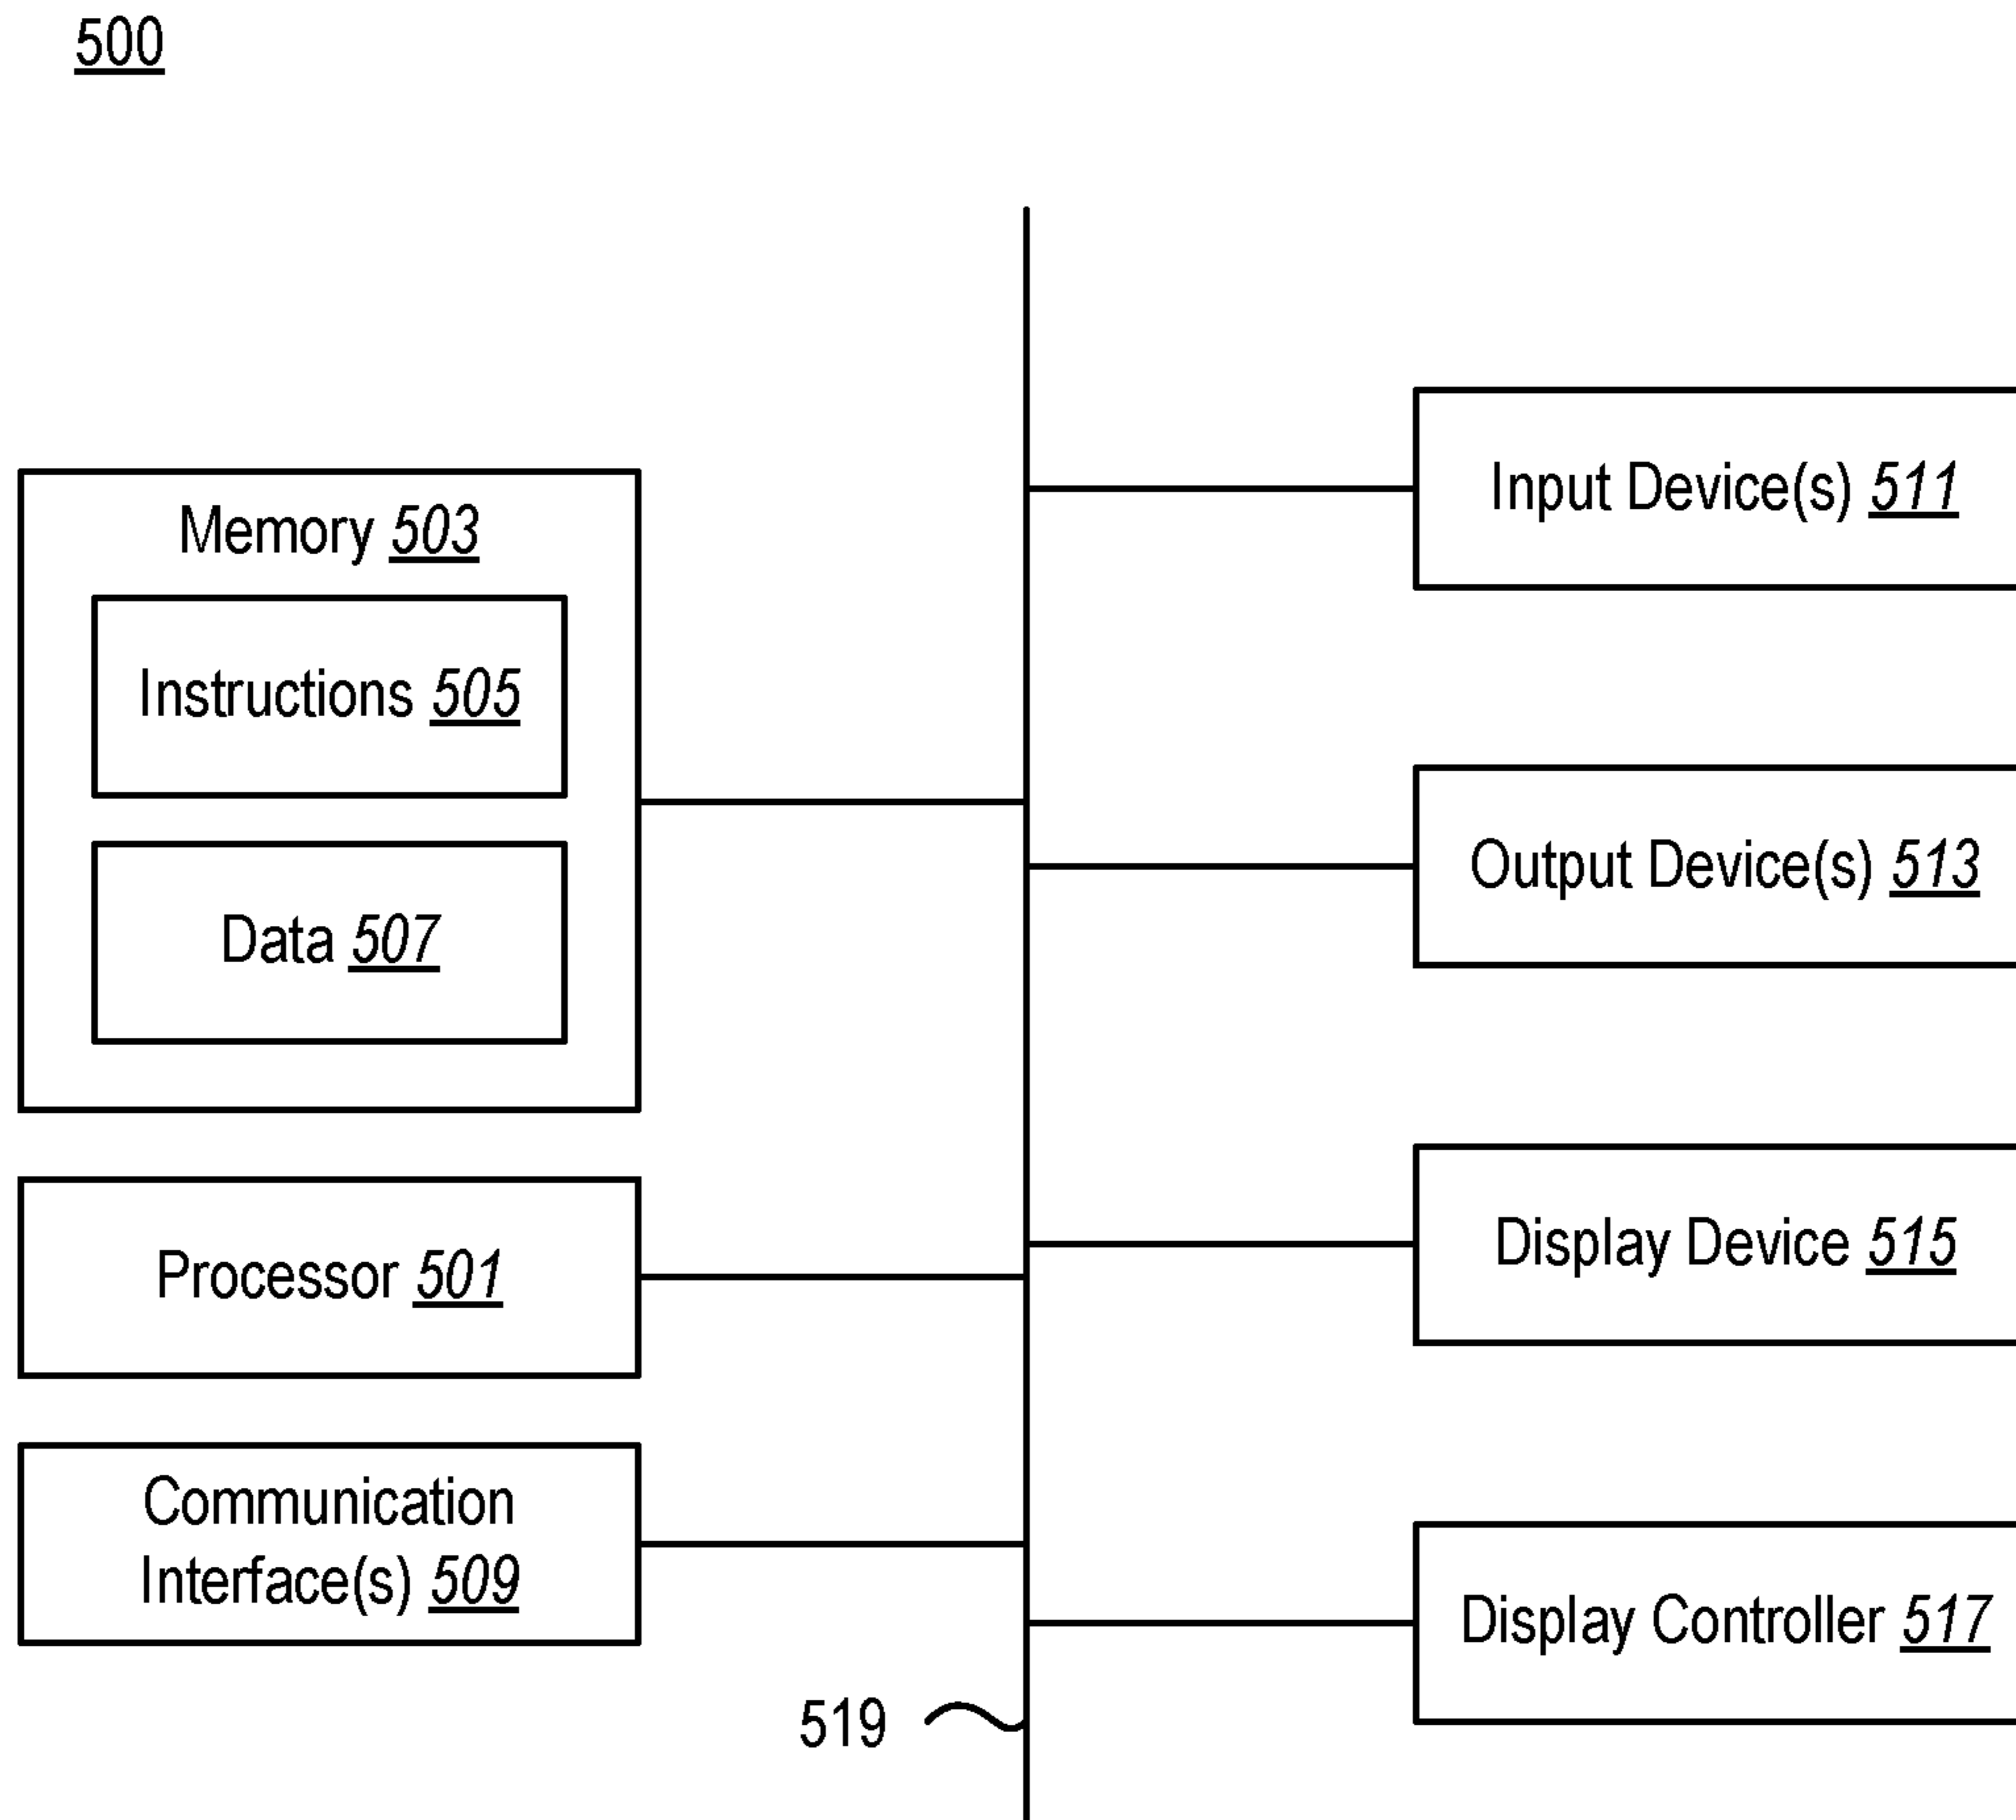 500
Memory 503
Instructions 505
Data 507
Processor 501
Communication
Interface(s) 509
519
Input Device(s) 511
Output Device(s) 513
Display Device 515
Display Controller 517